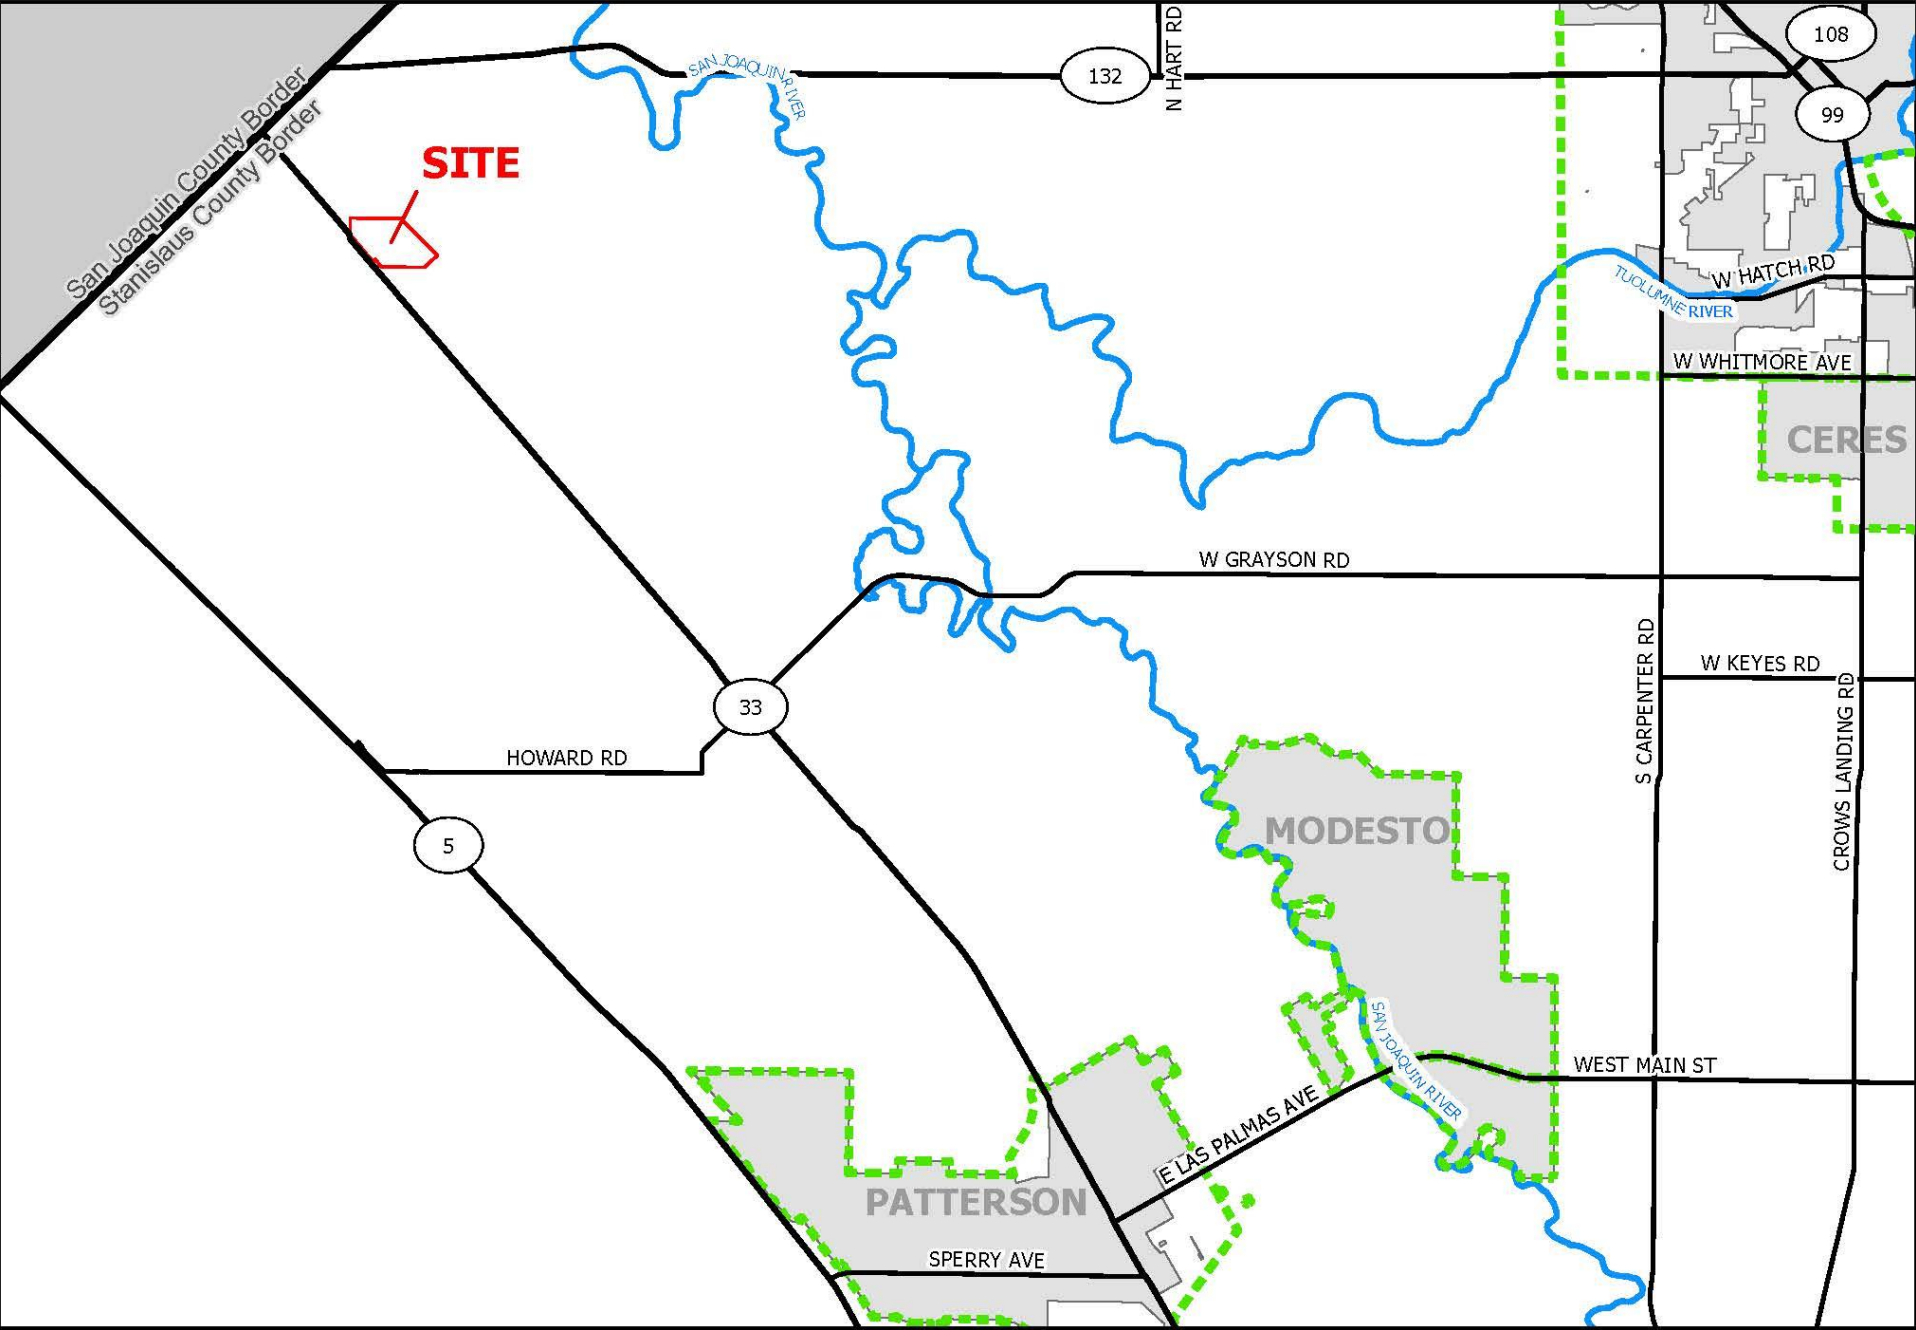 108
SAN JOAQUIN RIVER
132
N HART RD
99
San Joaquin County Border
Stanislaus County Border
SITE
W HATCH RD
TUOLUMNE RIVER
W WHITMORE AVE
CERES
W GRAYSON RD
S CARPENTER RD
W KEYES RD
CROWS LANDING RD
33
HOWARD RD
5
MODESTO
SAN JOAQUIN RIVER
WEST MAIN ST
E LAS PALMAS AVE
PATTERSON
SPERRY AVE